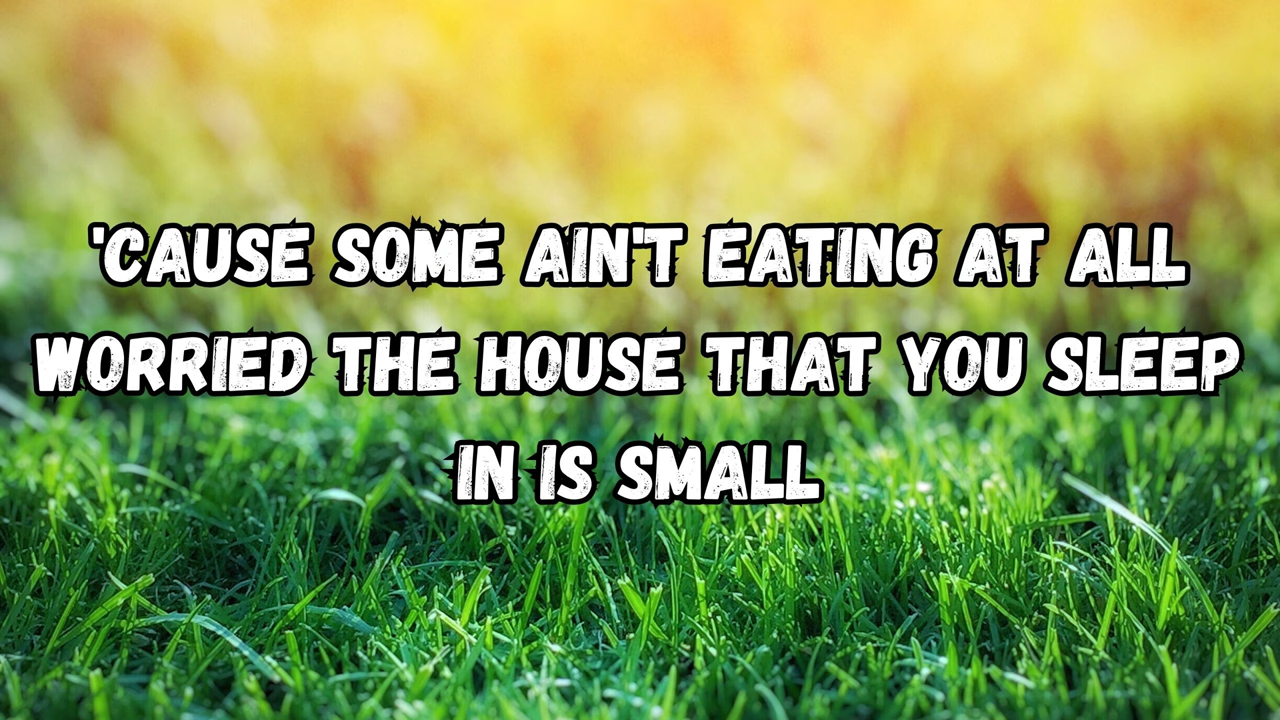 'CAUSE SOME AIN'T EATING AT ALL
WORRIED THE HOUSE THAT YOU SLEEP
IN IS SMALL